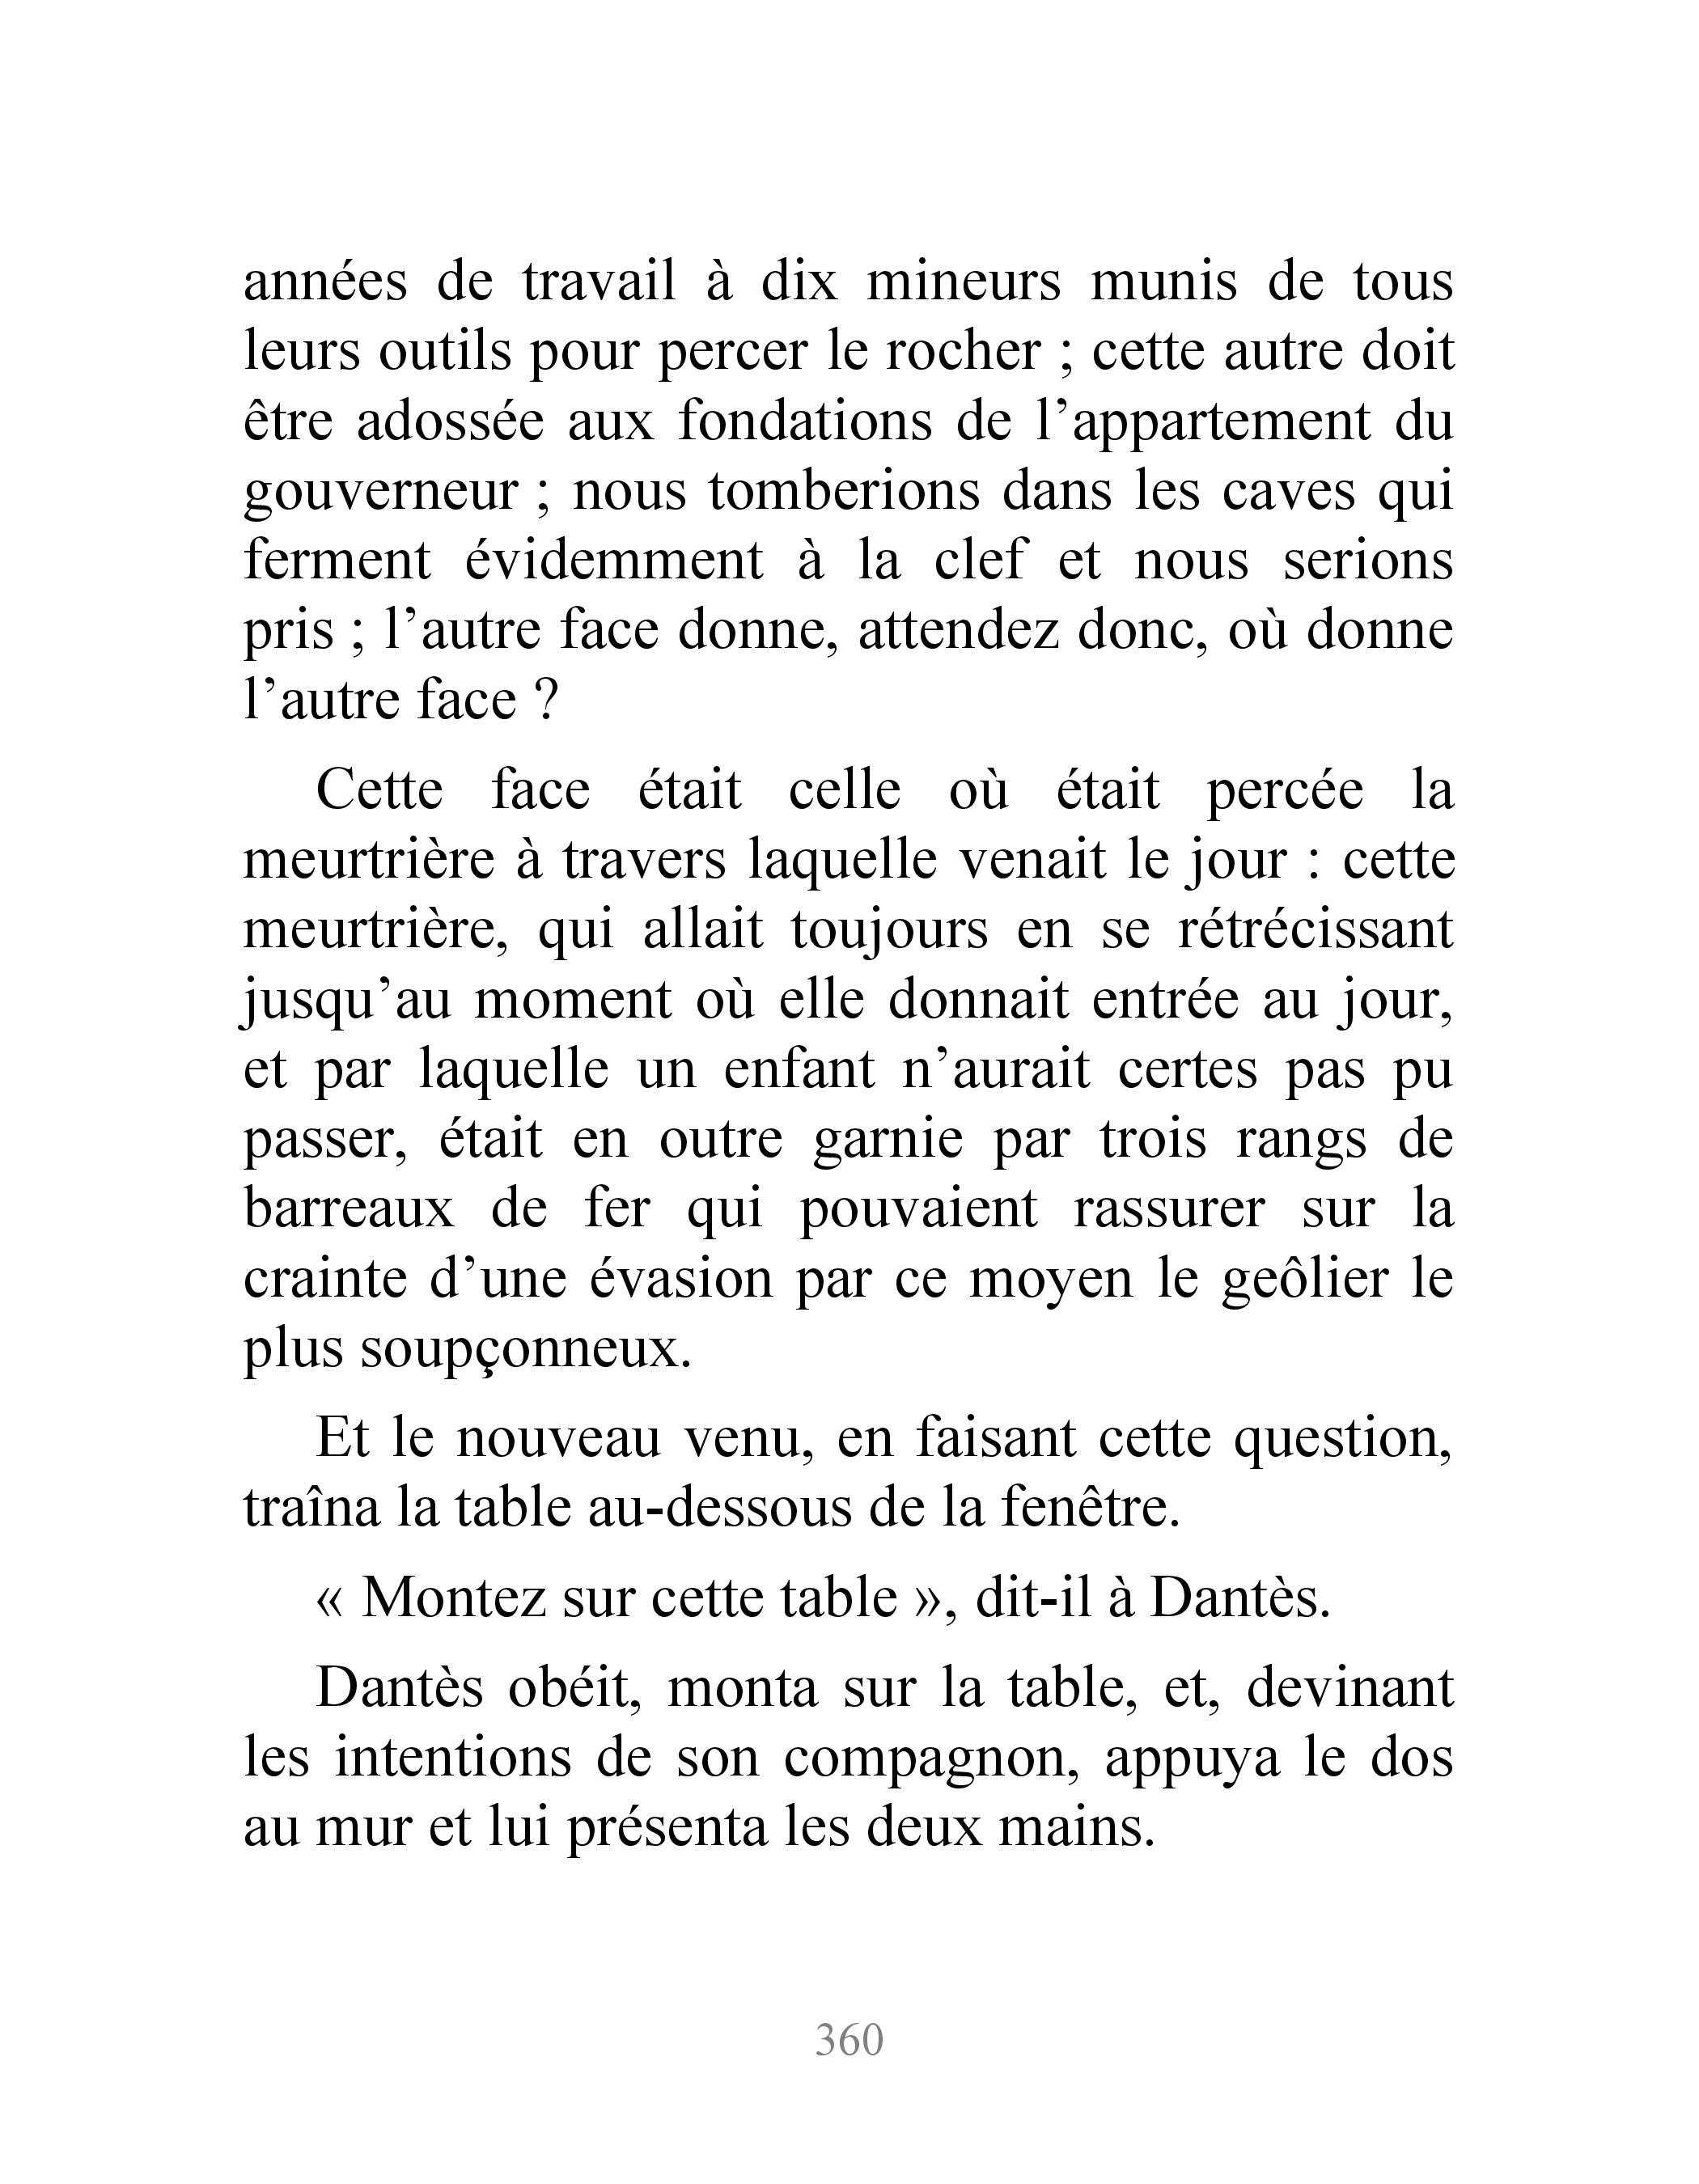 années de travail à dix mineurs munis de tous
leurs outils pour percer le rocher ; cette autre doit
être adossée aux fondations de l’appartement du
gouverneur ; nous tomberions dans les caves qui
ferment évidemment à la clef et nous serions
pris ; l’autre face donne, attendez donc, où donne
l’autre face ?
Cette face était celle où était percée la
meurtrière à travers laquelle venait le jour : cette
meurtrière, qui allait toujours en se rétrécissant
jusqu’au moment où elle donnait entrée au jour,
et par laquelle un enfant n’aurait certes pas pu
passer, était en outre garnie par trois rangs de
barreaux de fer qui pouvaient rassurer sur la
crainte d’une évasion par ce moyen le geôlier le
plus soupçonneux.
Et le nouveau venu, en faisant cette question,
traîna la table au-dessous de la fenêtre.
« Montez sur cette table », dit-il à Dantès.
Dantès obéit, monta sur la table, et, devinant
les intentions de son compagnon, appuya le dos
au mur et lui présenta les deux mains.
360